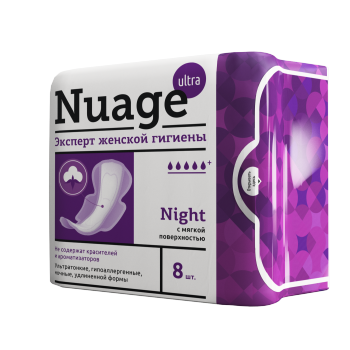 Nuage
ultra
Эксперт женской гигиены
+
Night
с мягкой
поверхностью
Не содержат красителей
и ароматизаторов
Ультратонкие, гипоаллергенные,
ночные, удлиненной формы
8 шт.